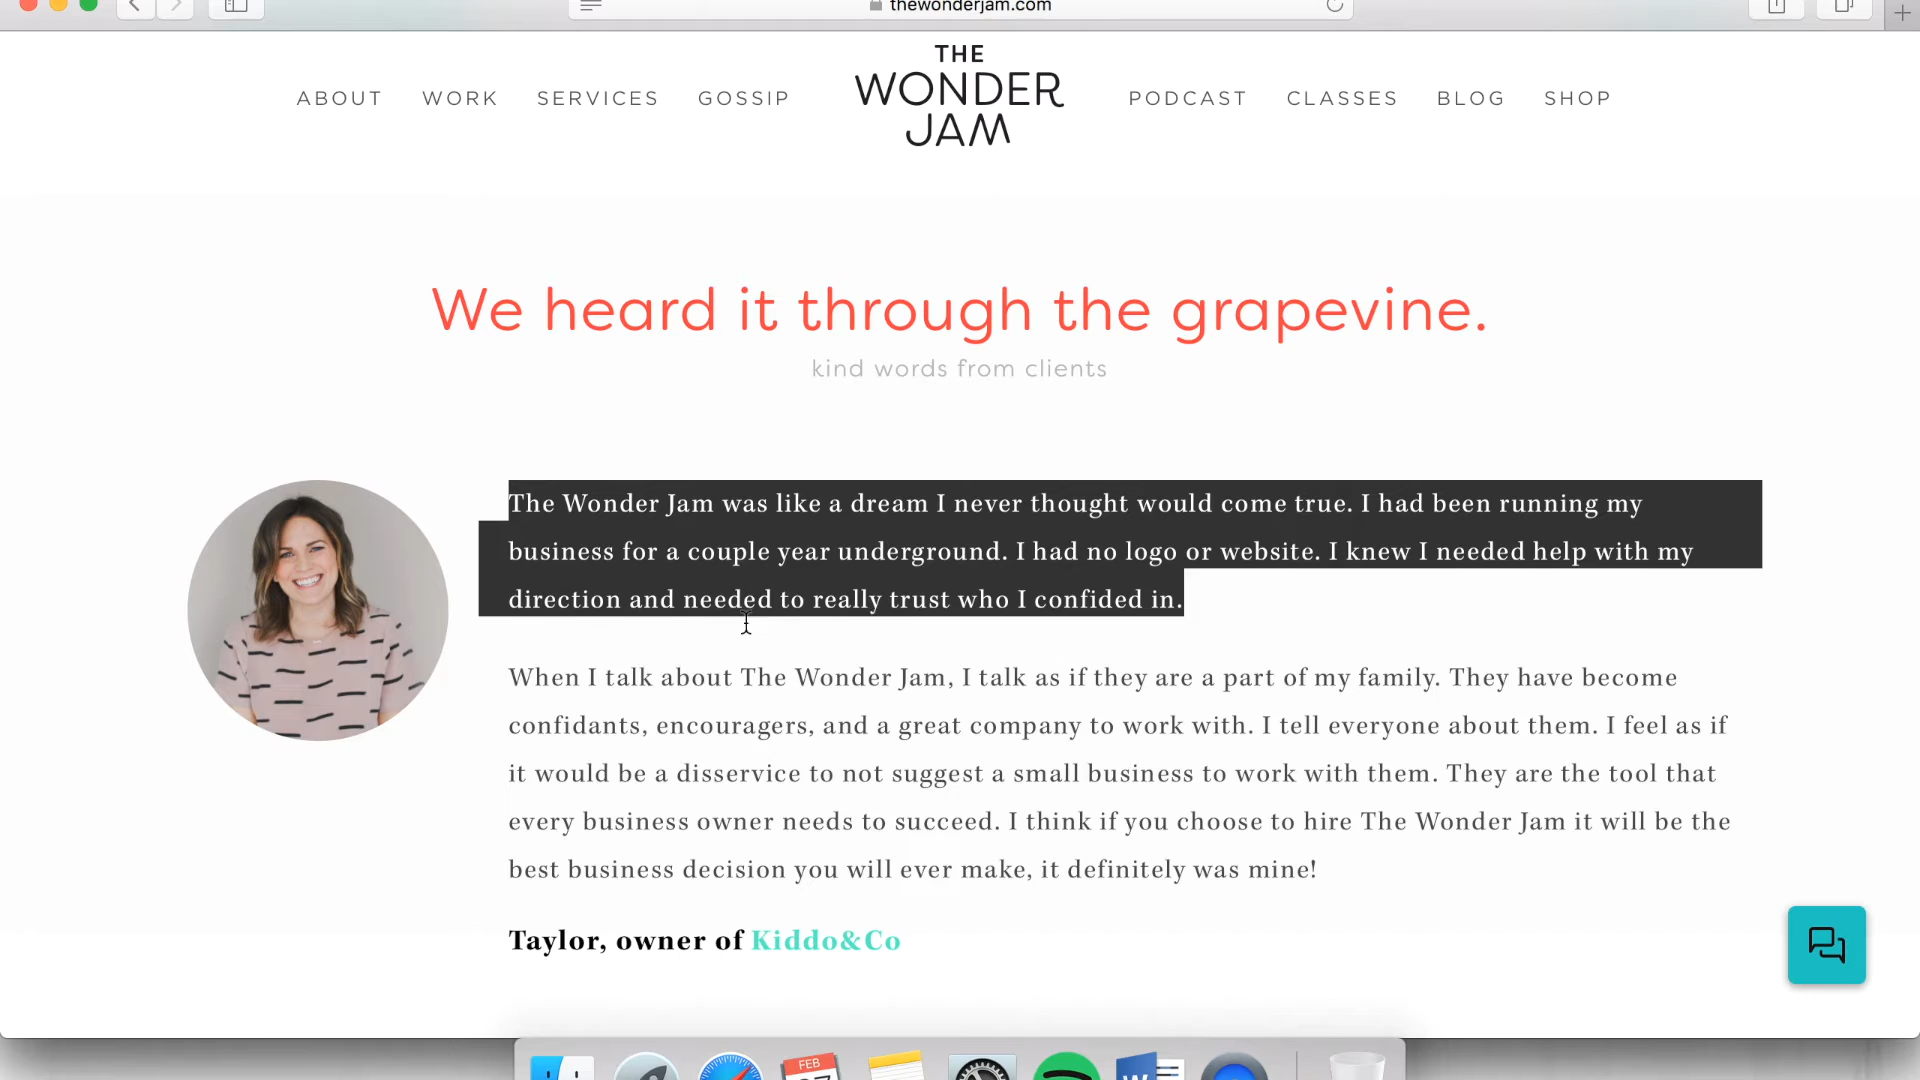 thewonderjam.com
ABOUT WORK SERVICES GOSSIP
THE
WONDER
JAM
PODCAST CLASSES BLOG SHOP
We heard it through the grapevine.
kind words from clients
The Wonder Jam was like a dream I never thought would come true. I had been running my
business for a couple year underground. I had no logo or website. I knew I needed help with my
direction and needed to really trust who I confided in.
When I talk about The Wonder Jam, I talk as if they are a part of my family. They have become
confidants, encouragers, and a great company to work with. I tell everyone about them. I feel as if
it would be a disservice to not suggest a small business to work with them. They are the tool that
every business owner needs to succeed. I think if you choose to hire The Wonder Jam it will be the
best business decision you will ever make, it definitely was mine!
Taylor, owner of Kiddo&Co
FEB
W